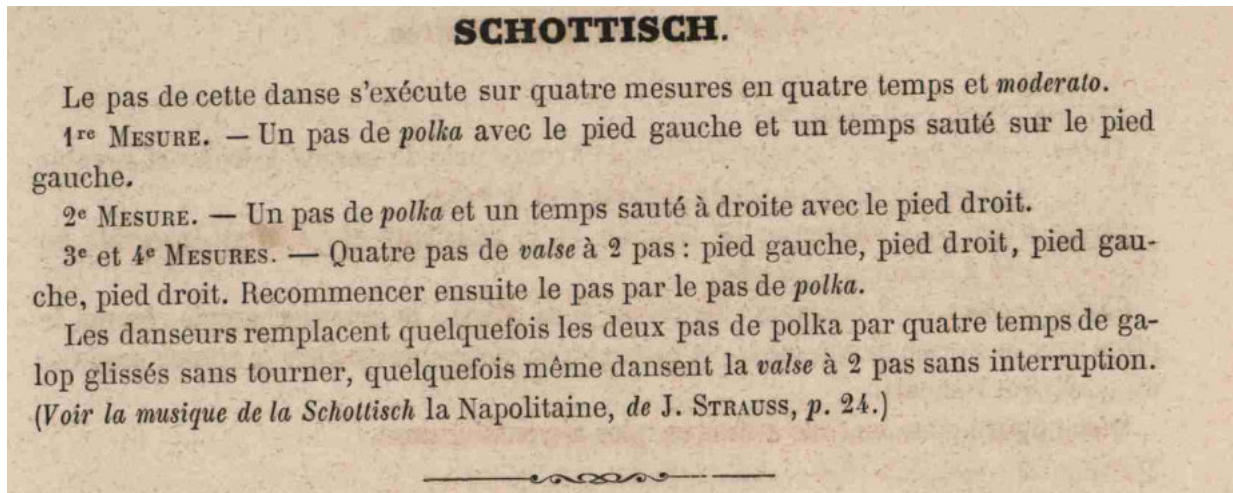 SCHOTTISCH.
Le pas de cette danse s'exécute sur quatre mesures en quatre temps et moderato.
1re MESURE. — Un pas de polka avec le pied gauche et un temps sauté sur le pied
gauche.
2e MESURE. — Un pas de polka et un temps sauté à droite avec le pied droit.
3e et 4e MESURES. — Quatre pas de valse à 2 pas : pied gauche, pied droit, pied gau-
che, pied droit. Recommencer ensuite le pas par le pas de polka.
Les danseurs remplacent quelquefois les deux pas de polka par quatre temps de ga-
lop glissés sans tourner, quelquefois même dansent la valse à 2 pas sans interruption.
(Voir la musique de la Schottisch la Napolitaine, de J. STRAUSS, p. 24.)